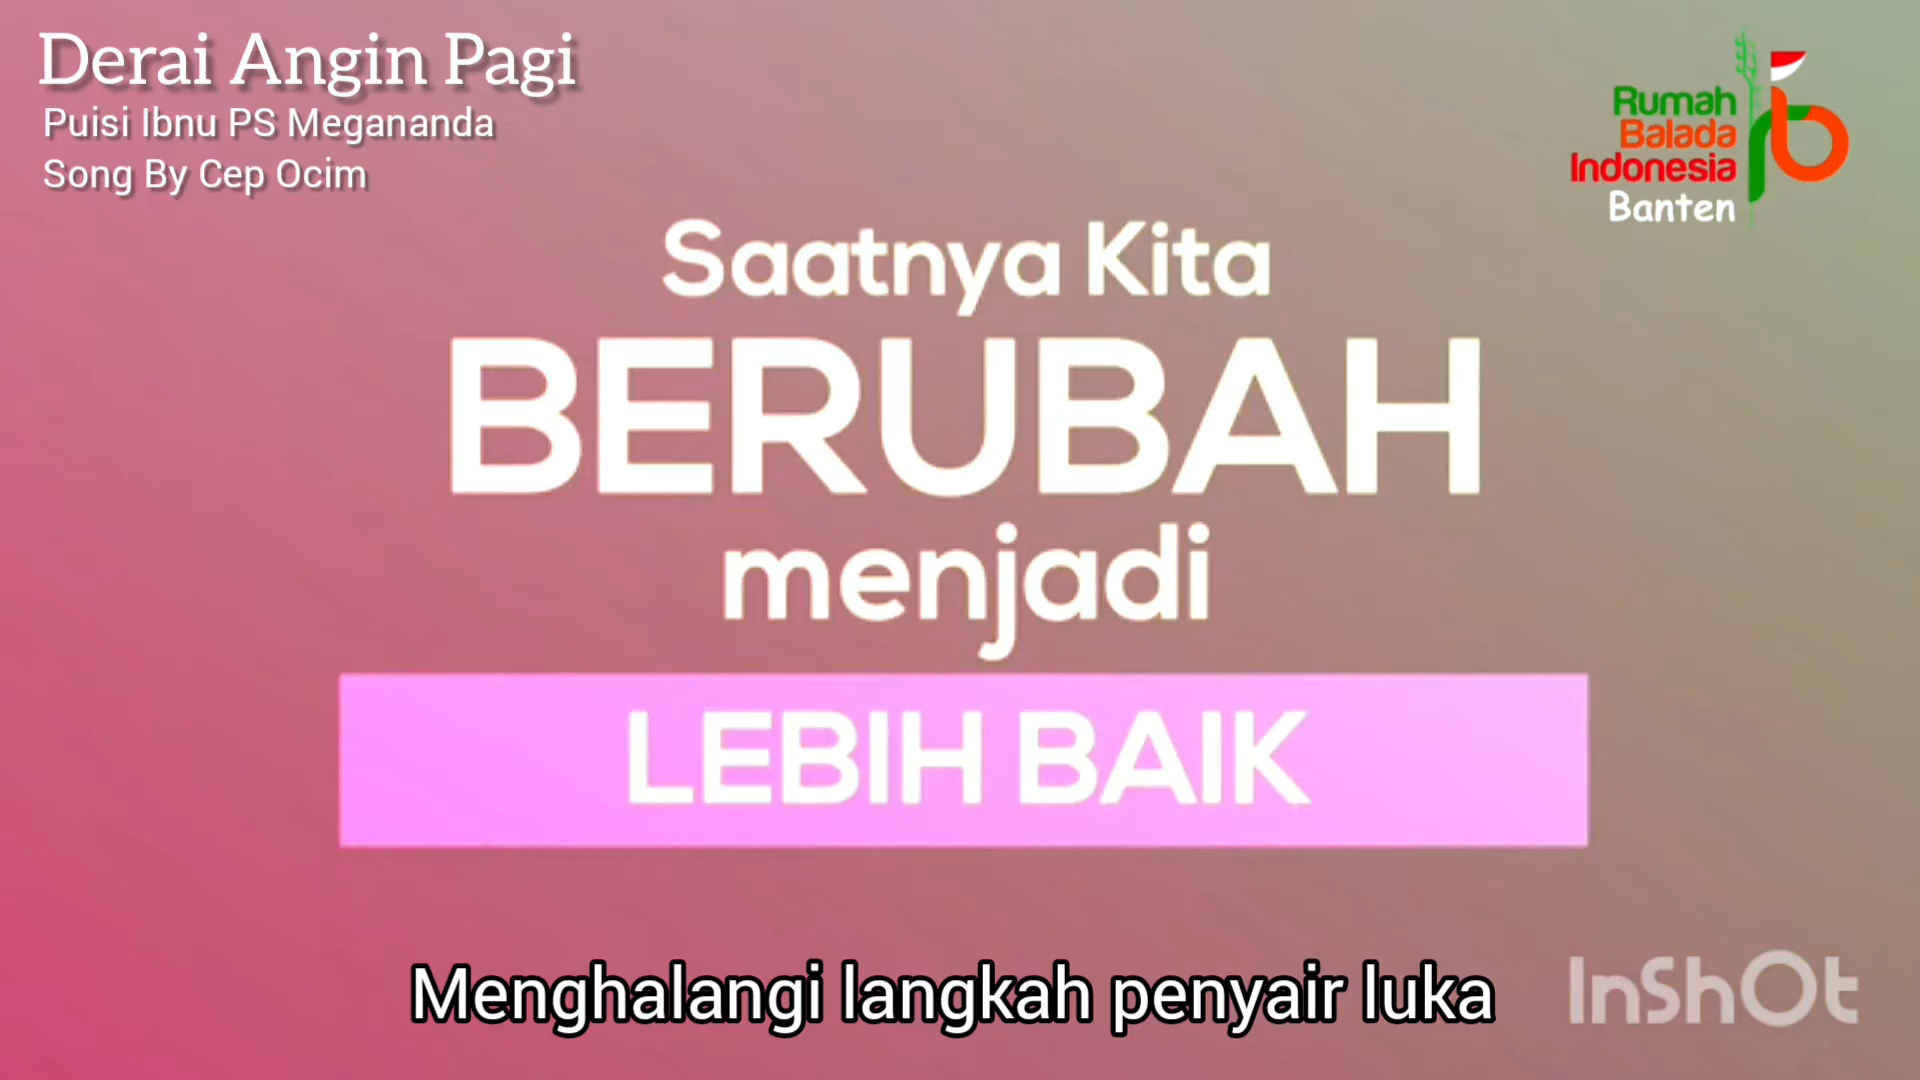 Derai Angin Pagi
Puisi Ibnu PS Megananda
Song By Cep Ocim
Rumah
Balada
Indonesia
Banten
Saatnya Kita
BERUBAH
menjadi
LEBIH BAIK
Menghalangi langkah penyair luka
InShOt